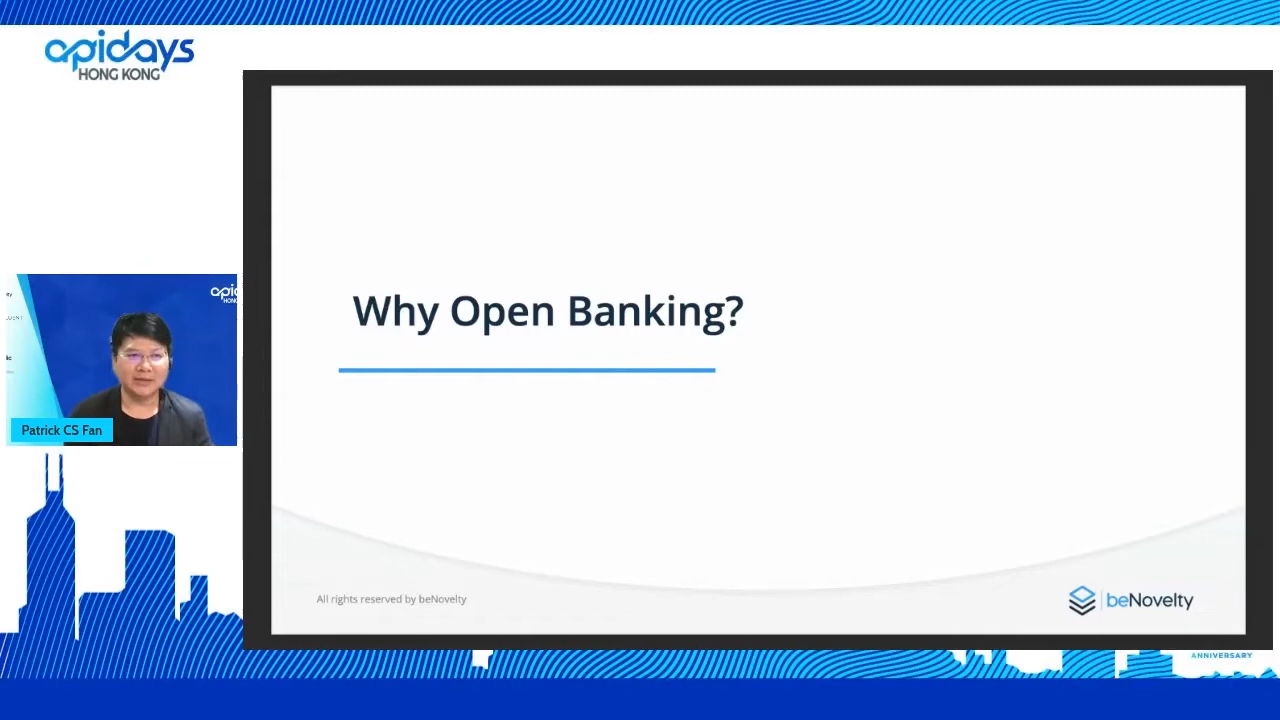 apidays
HONG KONG
Why Open Banking?
Patrick CS Fan
All rights reserved by beNovelty
beNovelty
ANNIVERSARY